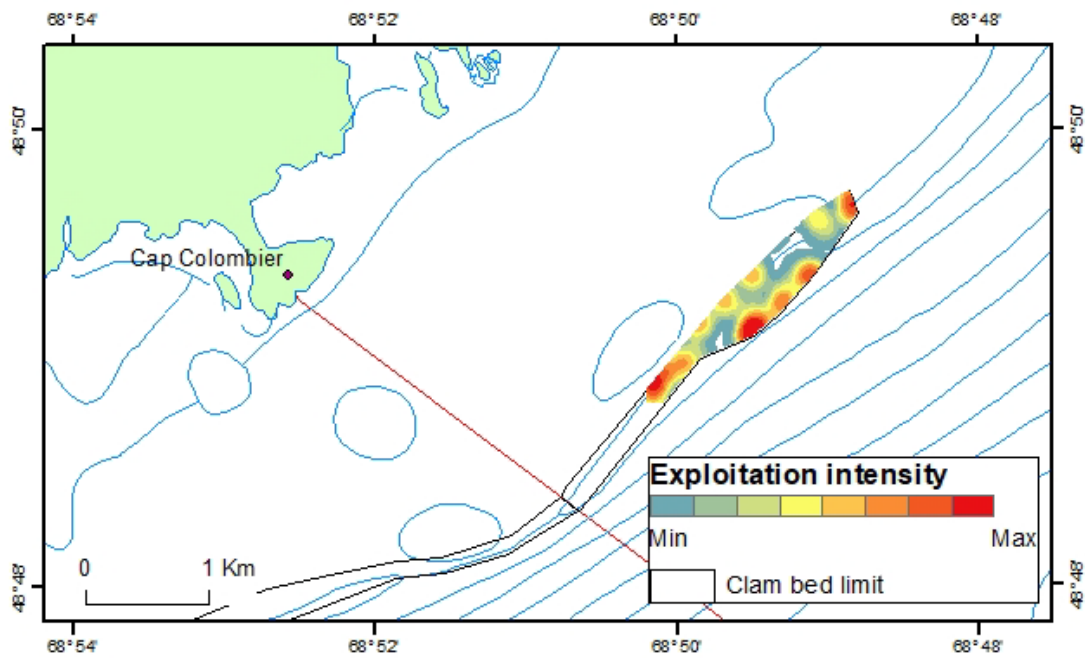 68°54' 68°52' 68°50' 68°48'
48°50' 48°50'
Cap Colombier
Exploitation intensity
Min Max
Clam bed limit
0 1 Km
48°48' 48°48'
68°54' 68°52' 68°50' 68°48'